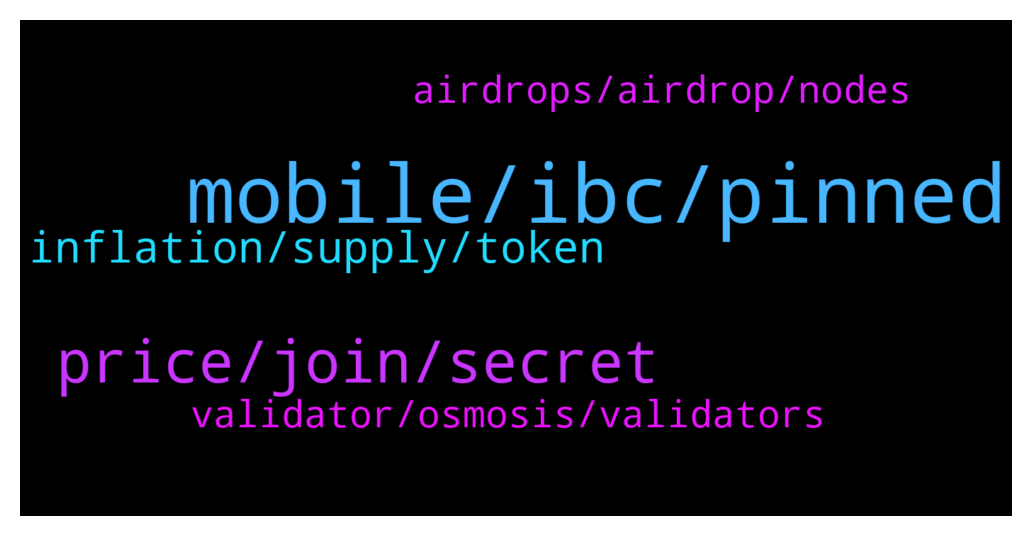 airdrops/airdrop/nodes
mobile/ibc/pinned
inflation/supply/token
price/join/secret
validator/osmosis/validators